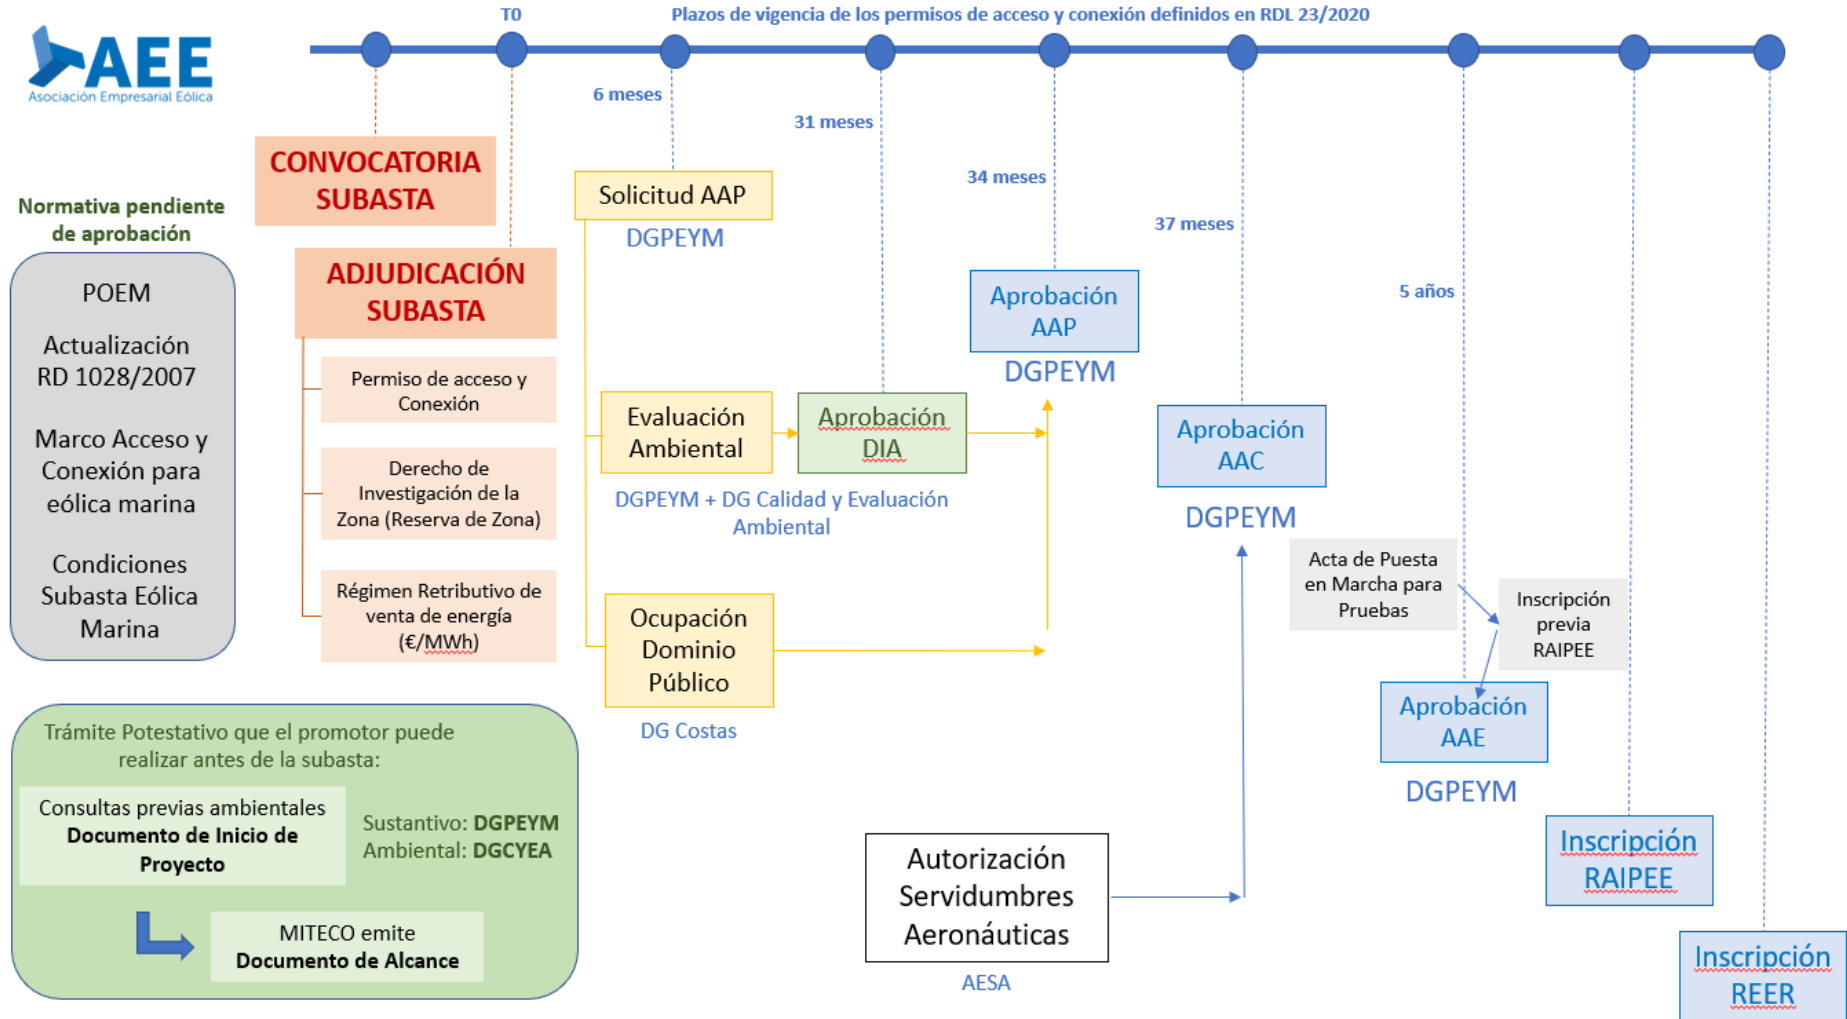 T0
Plazos de vigencia de los permisos de acceso y conexión definidos en RDL 23/2020
AEE
Asociación Empresarial Eólica
6 meses
31 meses
34 meses
37 meses
5 años
CONVOCATORIA
SUBASTA
ADJUDICACIÓN
SUBASTA
Permiso de acceso y
Conexión
Derecho de
Investigación de la
Zona (Reserva de Zona)
Régimen Retributivo de
venta de energía
(€/MWh)
Normativa pendiente
de aprobación
POEM
Actualización
RD 1028/2007
Marco Acceso y
Conexión para
eólica marina
Condiciones
Subasta Eólica
Marina
Solicitud AAP
DGPEYM
Evaluación
Ambiental
Aprobación
DIA
DGPEYM + DG Calidad y Evaluación
Ambiental
Ocupación
Dominio
Público
DG Costas
Aprobación
AAP
DGPEYM
Aprobación
AAC
DGPEYM
Acta de Puesta
en Marcha para
Pruebas
Inscripción
previa
RAIPEE
Aprobación
AAE
DGPEYM
Autorización
Servidumbres
Aeronáuticas
AESA
Inscripción
RAIPEE
Inscripción
REER
Trámite Potestativo que el promotor puede
realizar antes de la subasta:
Consultas previas ambientales
Documento de Inicio de
Proyecto
Sustantivo: DGPEYM
Ambiental: DGCYEA
MITECO emite
Documento de Alcance